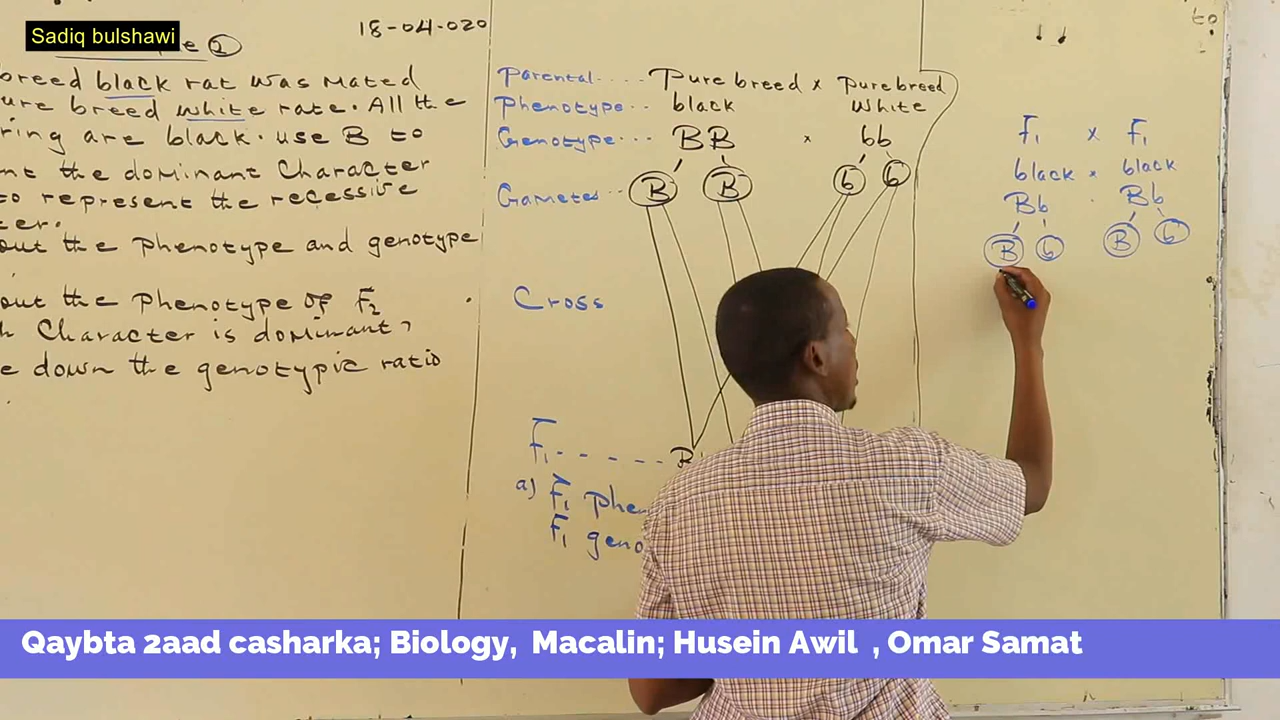 Sadiq bulshawi
18-04-020
to
e 2
breed black rat was mated
ure breed white rate. All the
ring are black. use B to
nt the dominant Character
to represent the recessive
ter.
out the phenotype and genotype
out the phenotype of F2
h Character is dominant?
e down the genotypic ratio
Parental.... Pure breed x Pure breed
Phenotype.. black white
Genotype... BB x bb
Gametes.. B B b b
Cross
F1 - - - - - B
a) F1 phe
F1 geno
F1 x F1
black x black
Bb . Bb
B b B b
Qaybta 2aad casharka; Biology, Macalin; Husein Awil , Omar Samat